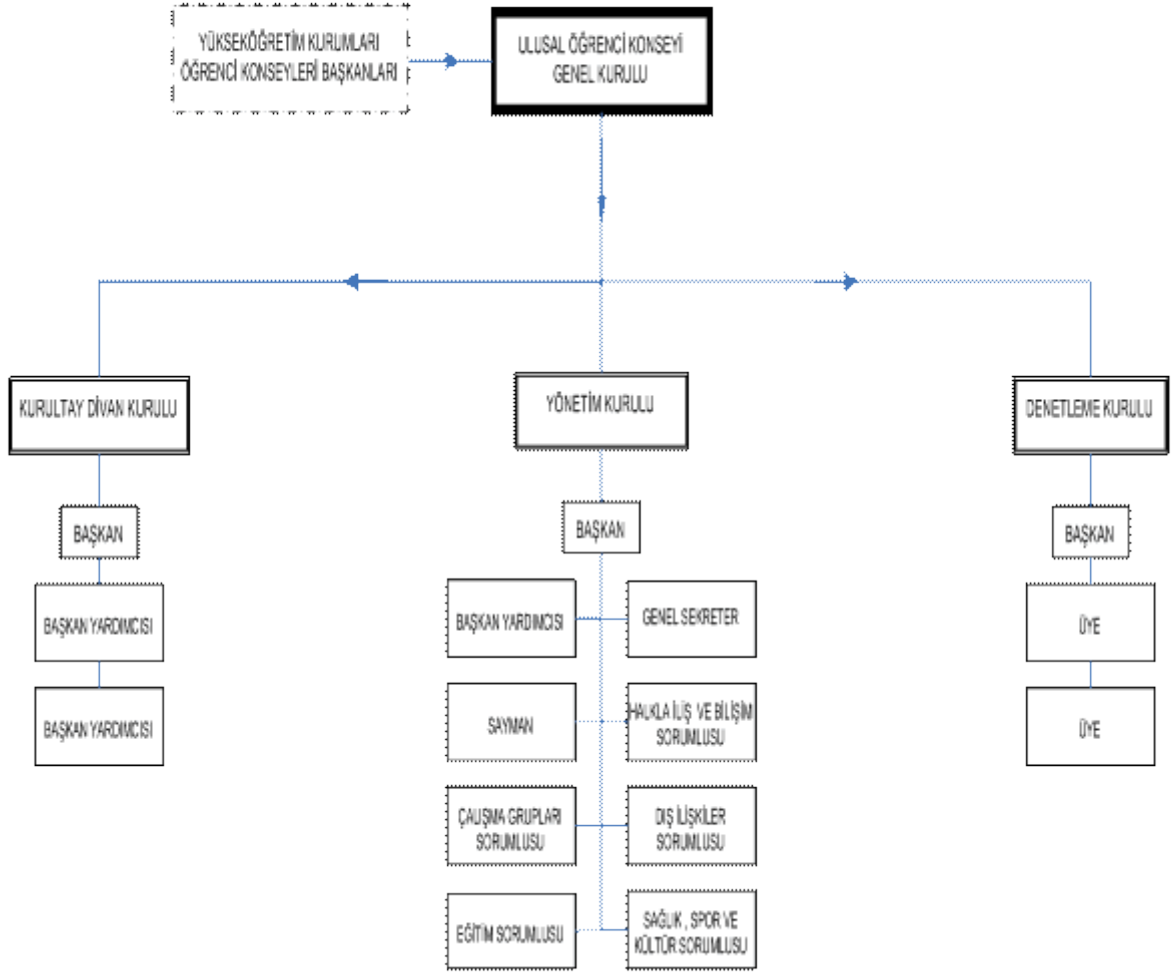 YÜKSEKÖĞRETİM KURUMLARI
ÖĞRENCİ KONSEYLERİ BAŞKANLARI
ULUSAL ÖĞRENCİ KONSEYİ
GENEL KURULU
KURULTAY DİVAN KURULU
YÖNETİM KURULU
DENETLEME KURULU
BAŞKAN
BAŞKAN
BAŞKAN
BAŞKAN YARDIMCISI
BAŞKAN YARDIMCISI
GENEL SEKRETER
ÜYE
BAŞKAN YARDIMCISI
SAYMAN
HALKLA İLİŞ VE BİLİŞİM
SORUMLUSU
ÜYE
ÇALIŞMA GRUPLARI
SORUMLUSU
DIŞ İLİŞKİLER
SORUMLUSU
EĞİTİM SORUMLUSU
SAĞLIK , SPOR VE
KÜLTÜR SORUMLUSU